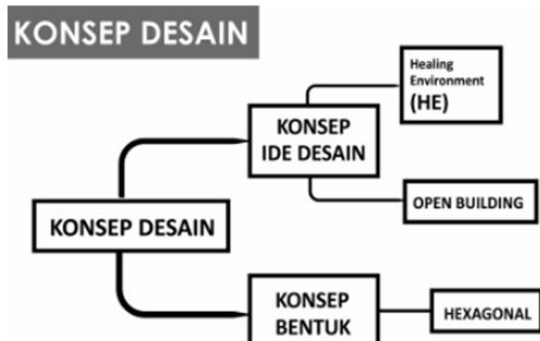 KONSEP DESAIN
Healing
Environment
(HE)
KONSEP
IDE DESAIN
OPEN BUILDING
KONSEP DESAIN
KONSEP
BENTUK
HEXAGONAL